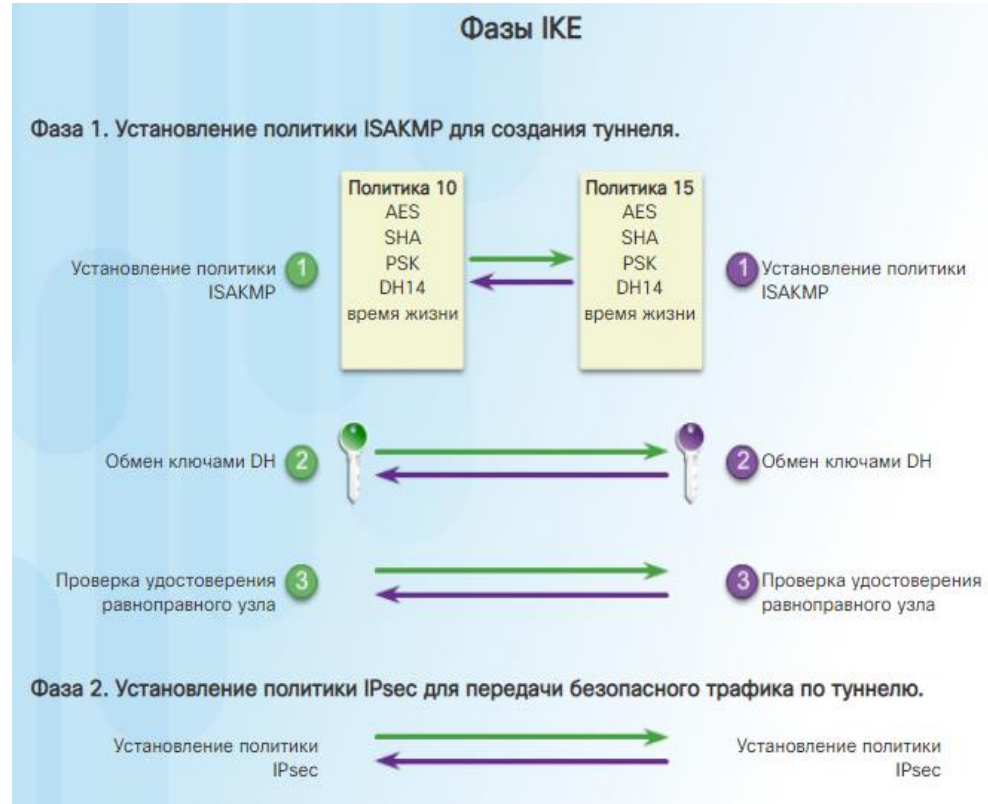 Фазы IKE
Фаза 1. Установление политики ISAKMP для создания туннеля.
Политика 10
AES
SHA
PSK
DH14
время жизни
Политика 15
AES
SHA
PSK
DH14
время жизни
Установление политики
ISAKMP
1
1
Установление политики
ISAKMP
Обмен ключами DH
2
2
Обмен ключами DH
Проверка удостоверения
равноправного узла
3
3
Проверка удостоверения
равноправного узла
Фаза 2. Установление политики IPsec для передачи безопасного трафика по туннелю.
Установление политики
IPsec
Установление политики
IPsec